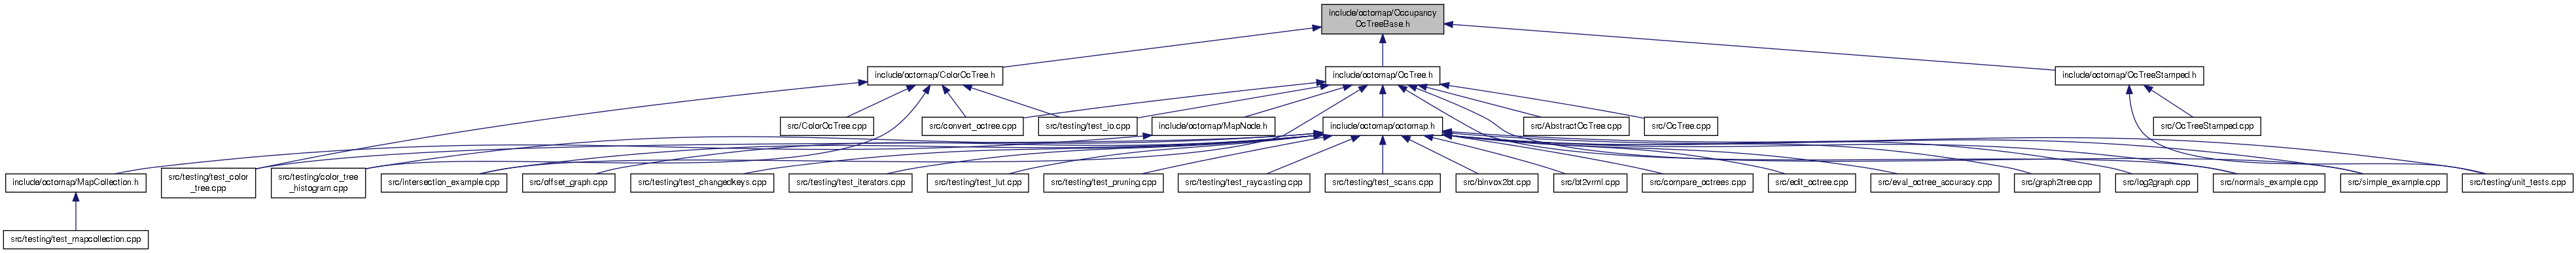 include/octomap/Occupancy
OcTreeBase.h
include/octomap/ColorOcTree.h
include/octomap/OcTree.h
include/octomap/OcTreeStamped.h
src/ColorOcTree.cpp
src/convert_octree.cpp
src/testing/test_io.cpp
include/octomap/MapNode.h
include/octomap/octomap.h
src/AbstractOcTree.cpp
src/OcTree.cpp
src/OcTreeStamped.cpp
include/octomap/MapCollection.h
src/testing/test_color
_tree.cpp
src/testing/color_tree
_histogram.cpp
src/intersection_example.cpp
src/offset_graph.cpp
src/testing/test_changedkeys.cpp
src/testing/test_iterators.cpp
src/testing/test_lut.cpp
src/testing/test_pruning.cpp
src/testing/test_raycasting.cpp
src/testing/test_scans.cpp
src/binvox2bt.cpp
src/bt2vrml.cpp
src/compare_octrees.cpp
src/edit_octree.cpp
src/eval_octree_accuracy.cpp
src/graph2tree.cpp
src/log2graph.cpp
src/normals_example.cpp
src/simple_example.cpp
src/testing/unit_tests.cpp
src/testing/test_mapcollection.cpp